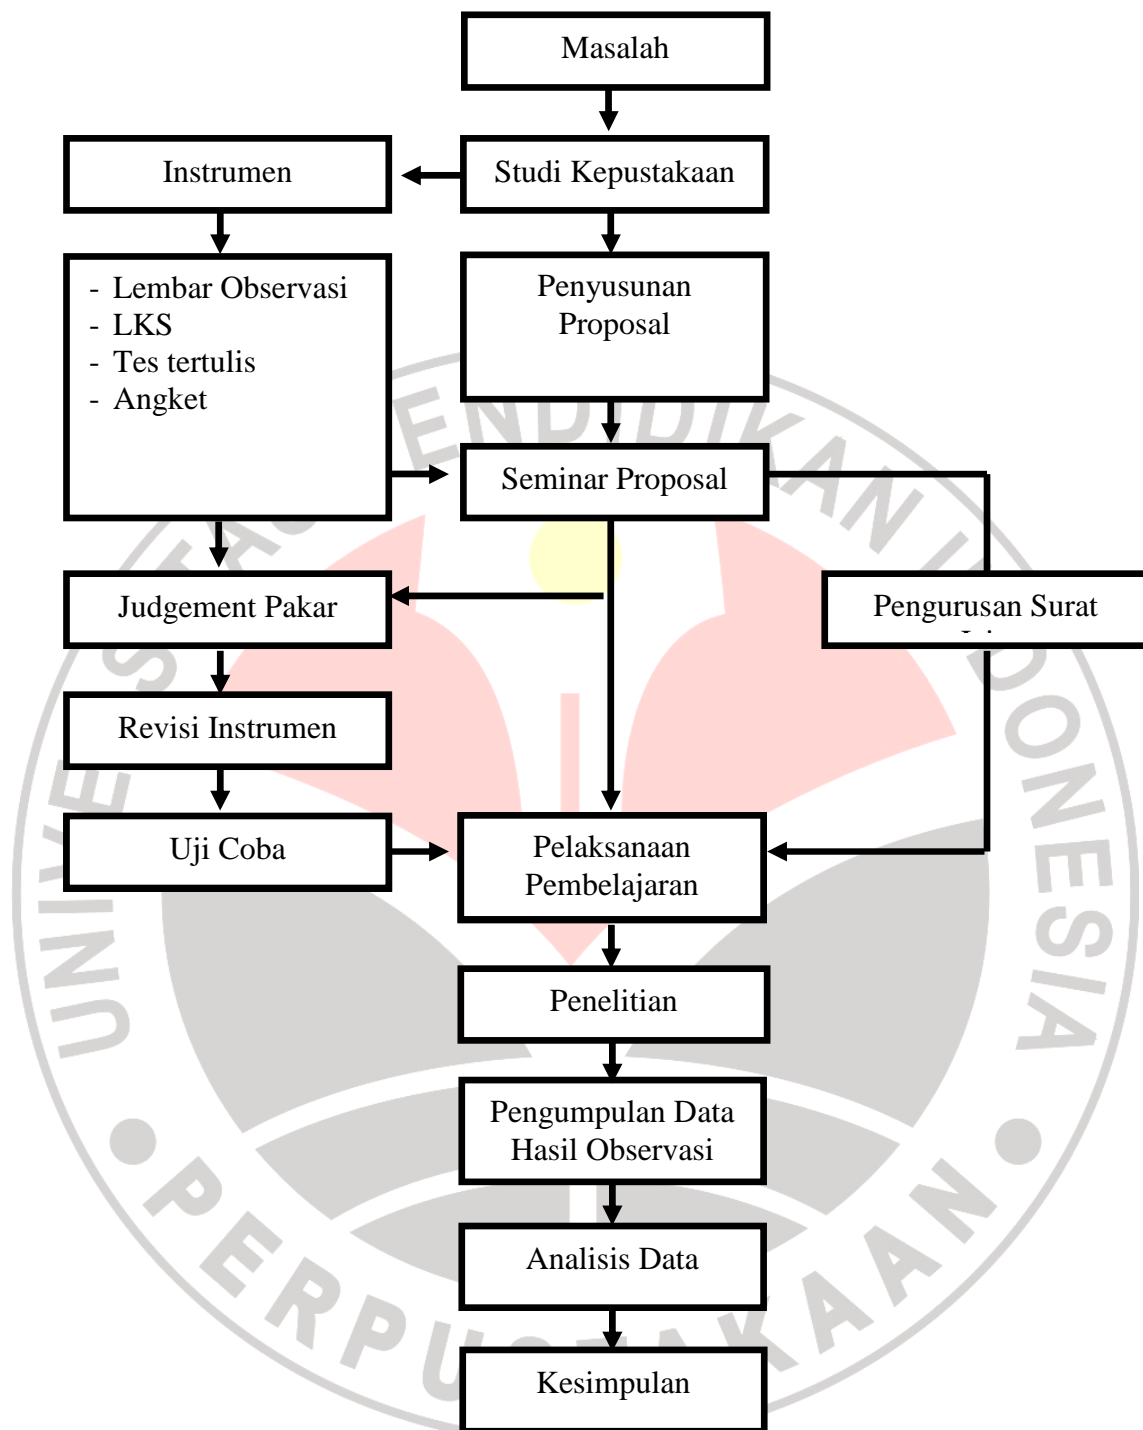 Masalah
Instrumen
Studi Kepustakaan
- Lembar Observasi
- LKS
- Tes tertulis
- Angket
Penyusunan
Proposal
Seminar Proposal
Judgement Pakar
Pengurusan Surat
Revisi Instrumen
Uji Coba
Pelaksanaan
Pembelajaran
Penelitian
Pengumpulan Data
Hasil Observasi
Analisis Data
Kesimpulan
PERPUSTAKAAN